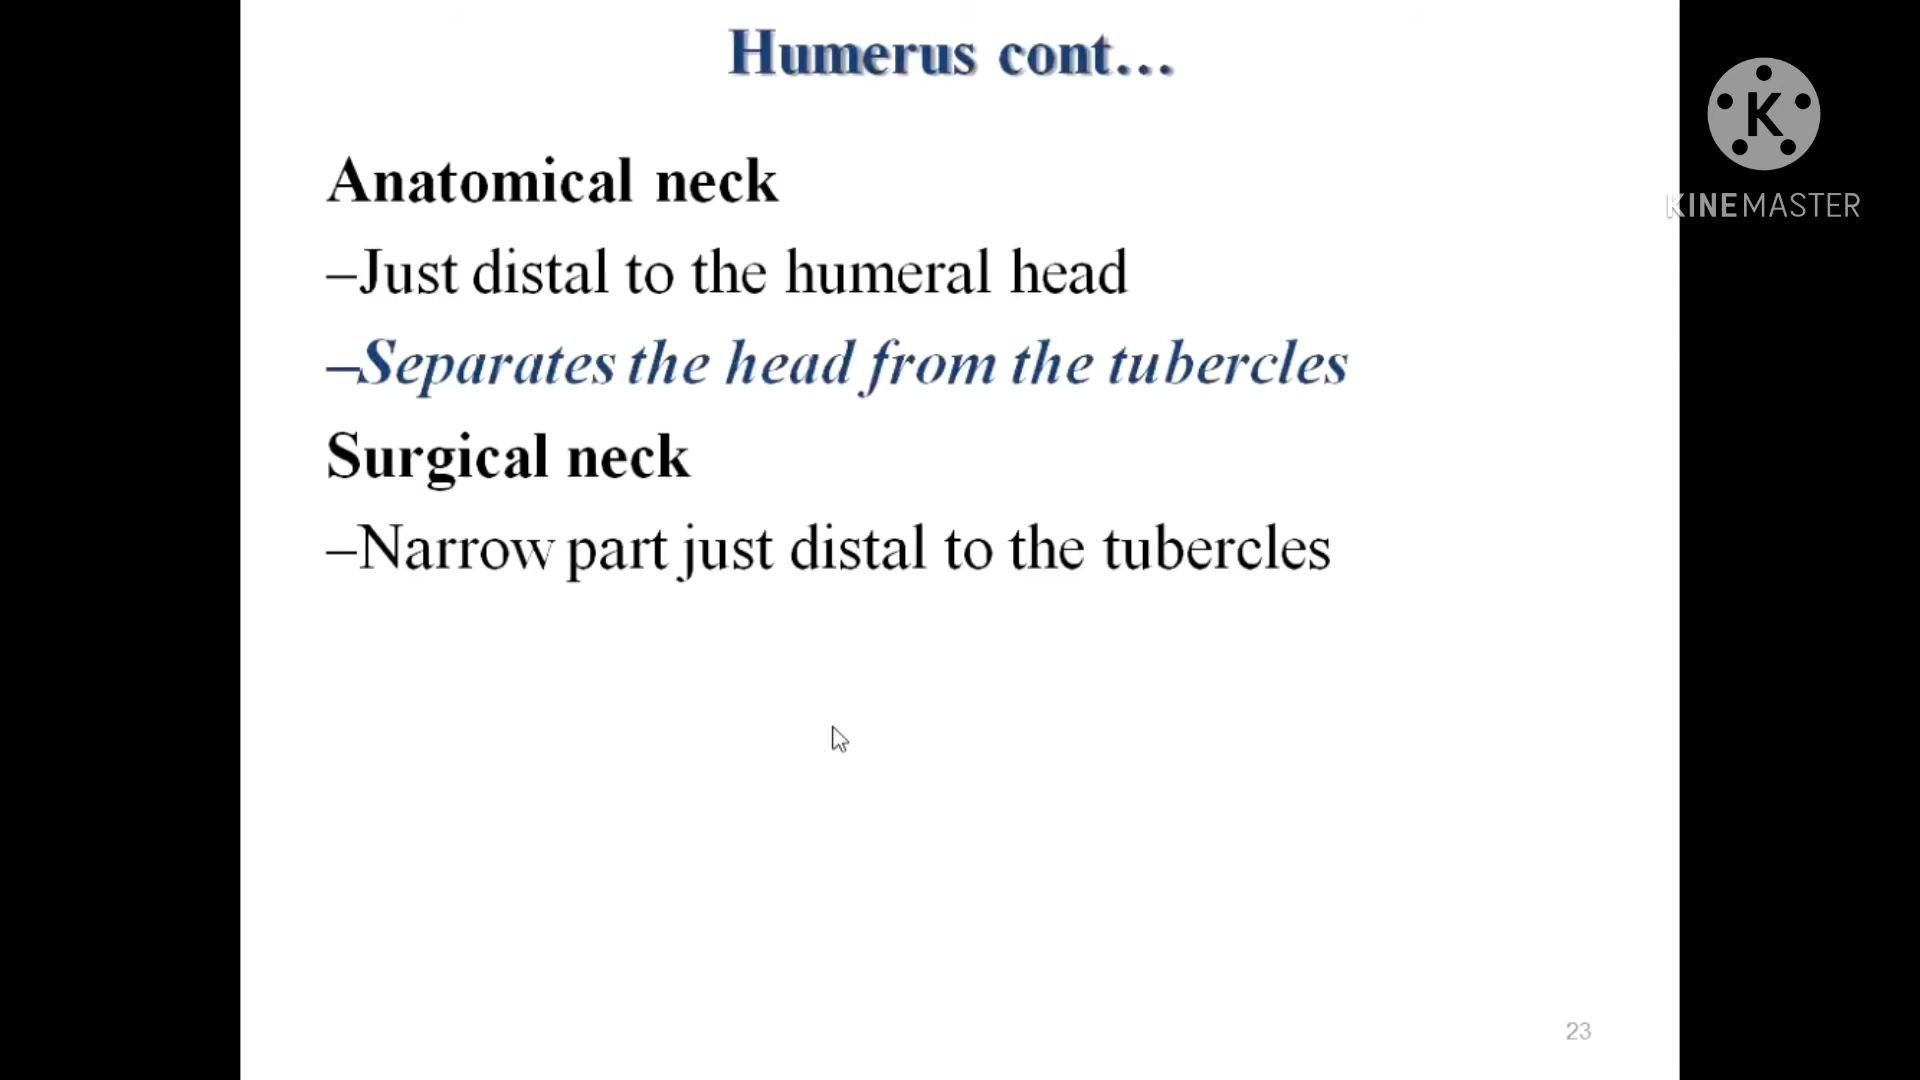 Humerus cont...
K
KINEMASTER
Anatomical neck
–Just distal to the humeral head
–Separates the head from the tubercles
Surgical neck
–Narrow part just distal to the tubercles
23